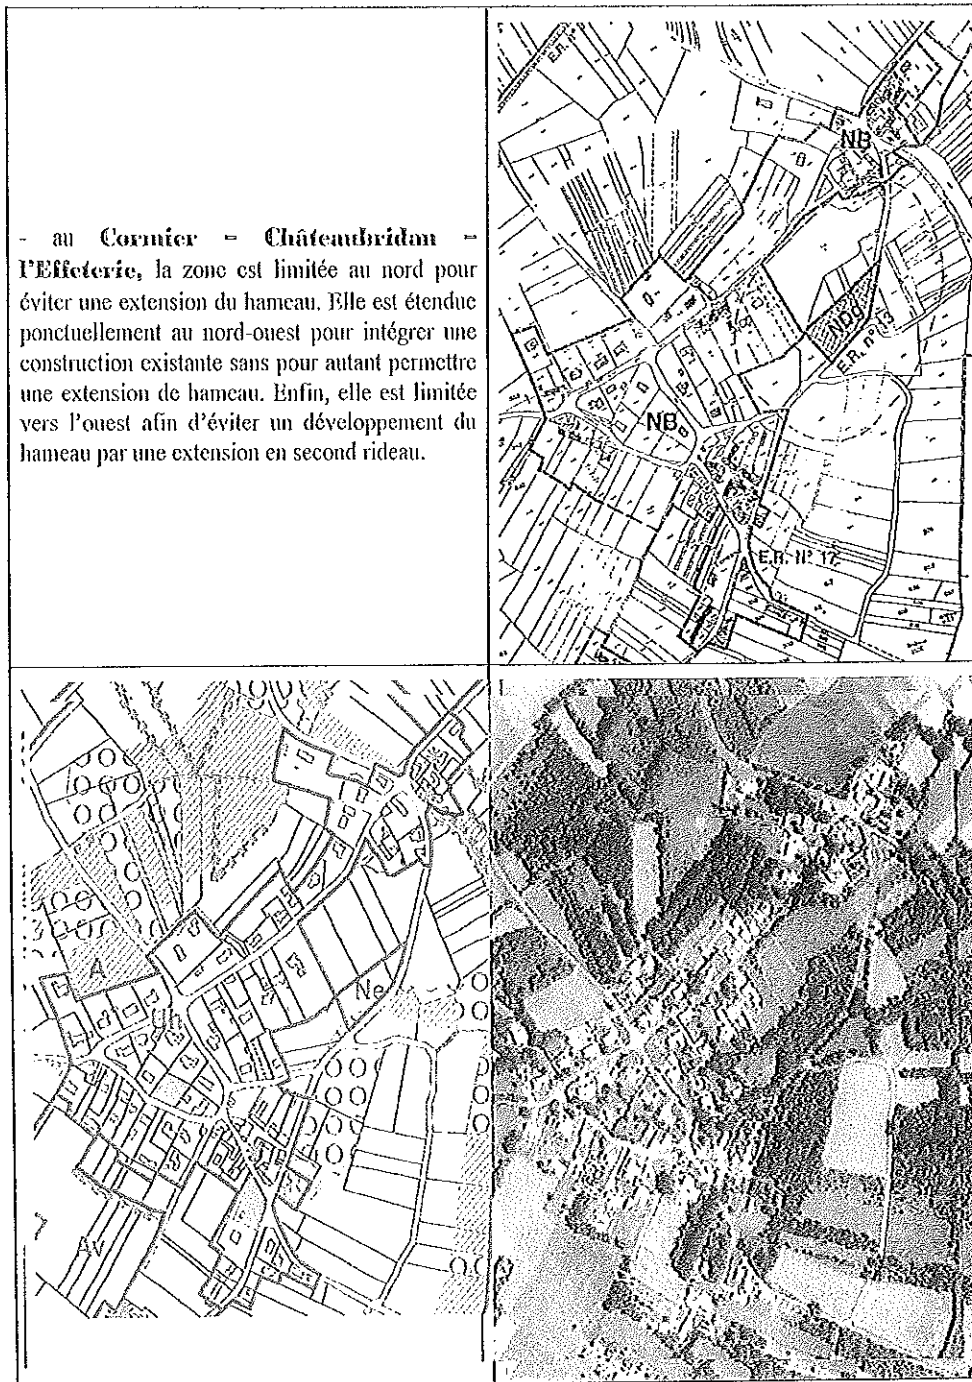 - au Cormier - Châteaubridau -
l'Effeterie, la zone est limitée au nord pour
éviter une extension du hameau. Elle est étendue
ponctuellement au nord-ouest pour intégrer une
construction existante sans pour autant permettre
une extension de hameau. Enfin, elle est limitée
vers l'ouest afin d'éviter un développement du
hameau par une extension en second rideau.
E.R. n°
NB
NDg
E.R. n° 13
NB
E.R. N° 17
A
Uh
Ne
Av